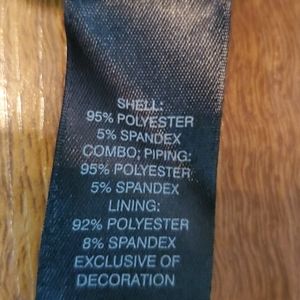 SHELL:
95% POLYESTER
5% SPANDEX
COMBO; PIPING:
95% POLYESTER
5% SPANDEX
LINING:
92% POLYESTER
8% SPANDEX
EXCLUSIVE OF
DECORATION